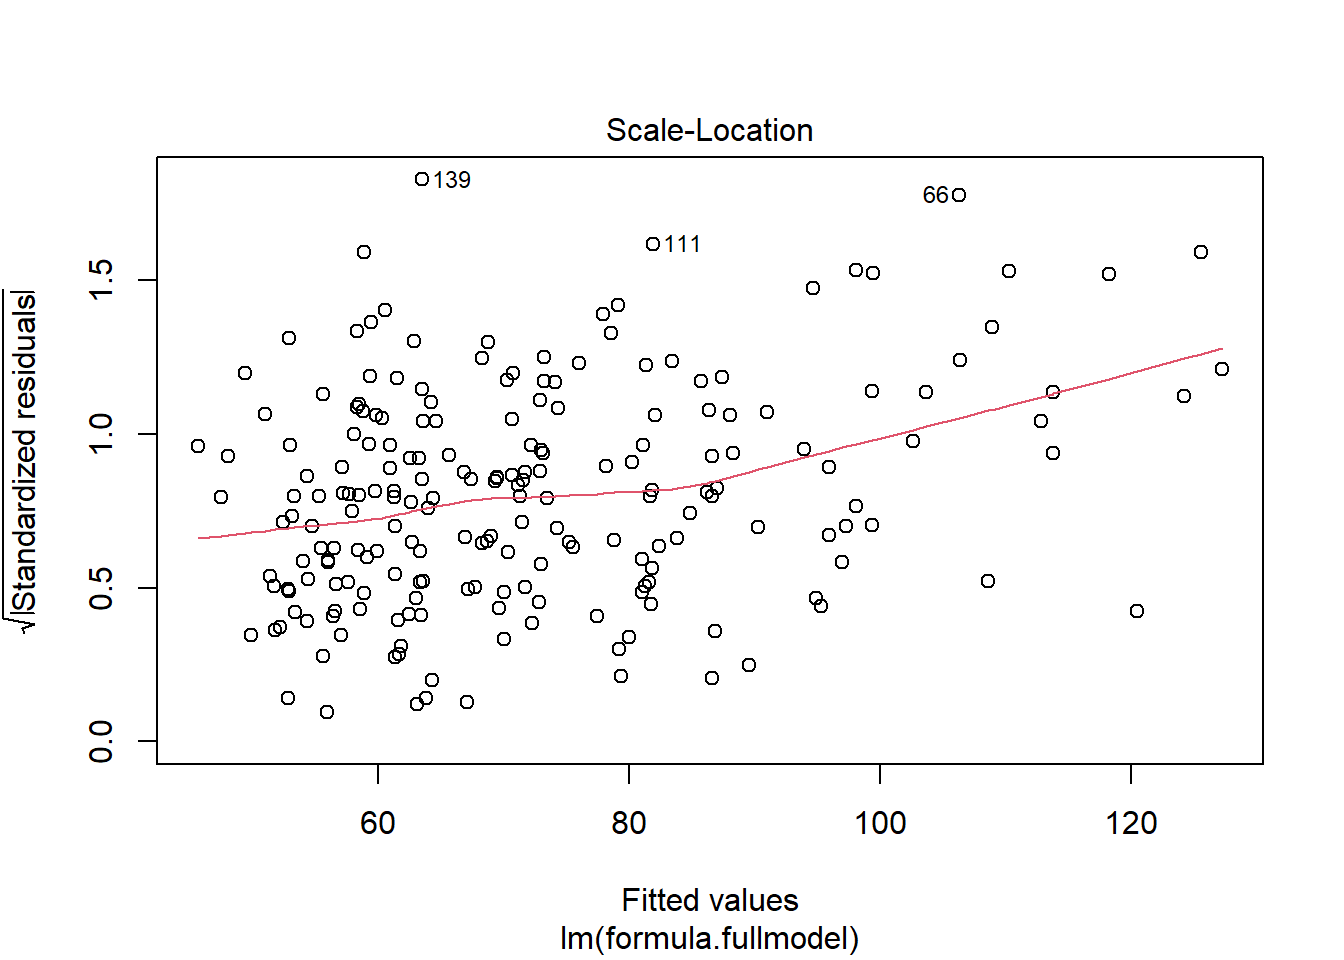 Scale-Location
139
66
111
√|Standardized residuals|
0.0 0.5 1.0 1.5
60 80 100 120
Fitted values
lm(formula.fullmodel)